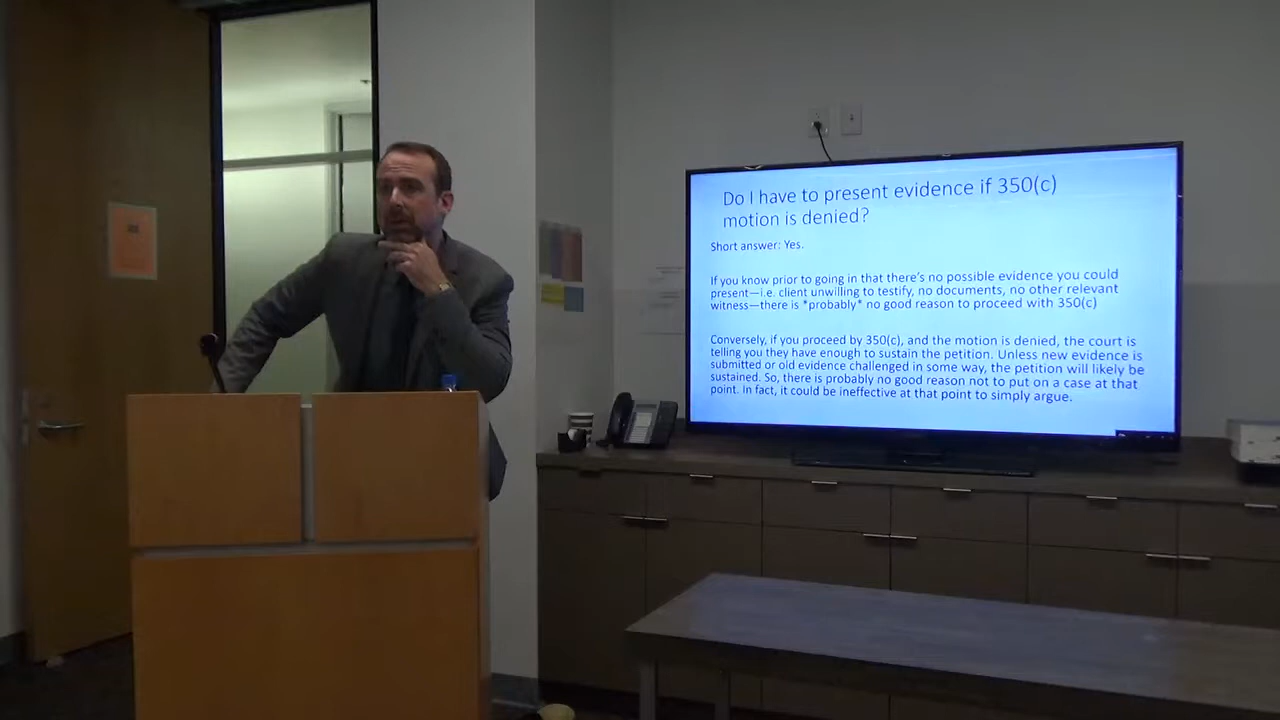 Do I have to present evidence if 350(c)
motion is denied?
Short answer: Yes.
If you know prior to going in that there's no possible evidence you could
present—i.e. client unwilling to testify, no documents, no other relevant
witness—there is *probably* no good reason to proceed with 350(c)
Conversely, if you proceed by 350(c), and the motion is denied, the court is
telling you they have enough to sustain the petition. Unless new evidence is
submitted or old evidence challenged in some way, the petition will likely be
sustained. So, there is probably no good reason not to put on a case at that
point. In fact, it could be ineffective at that point to simply argue.